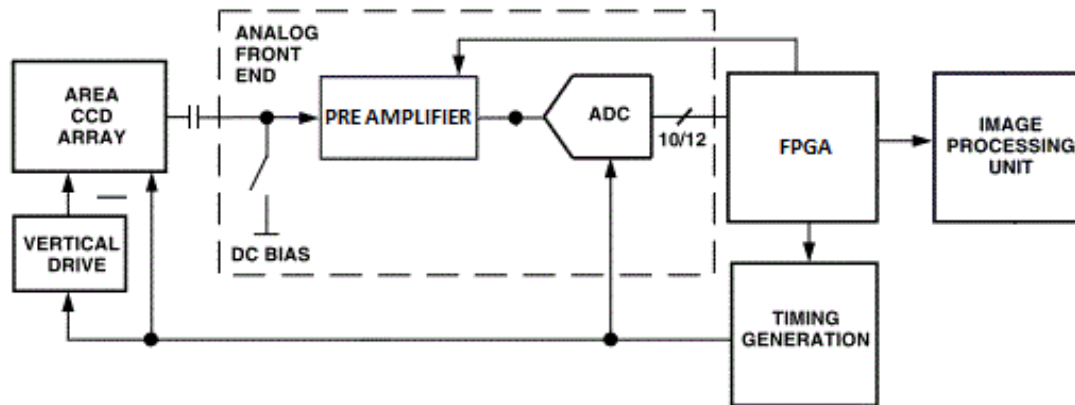 ANALOG
FRONT
END
AREA
CCD
ARRAY
PRE AMPLIFIER
ADC
10/12
FPGA
IMAGE
PROCESSING
UNIT
VERTICAL
DRIVE
DC BIAS
TIMING
GENERATION